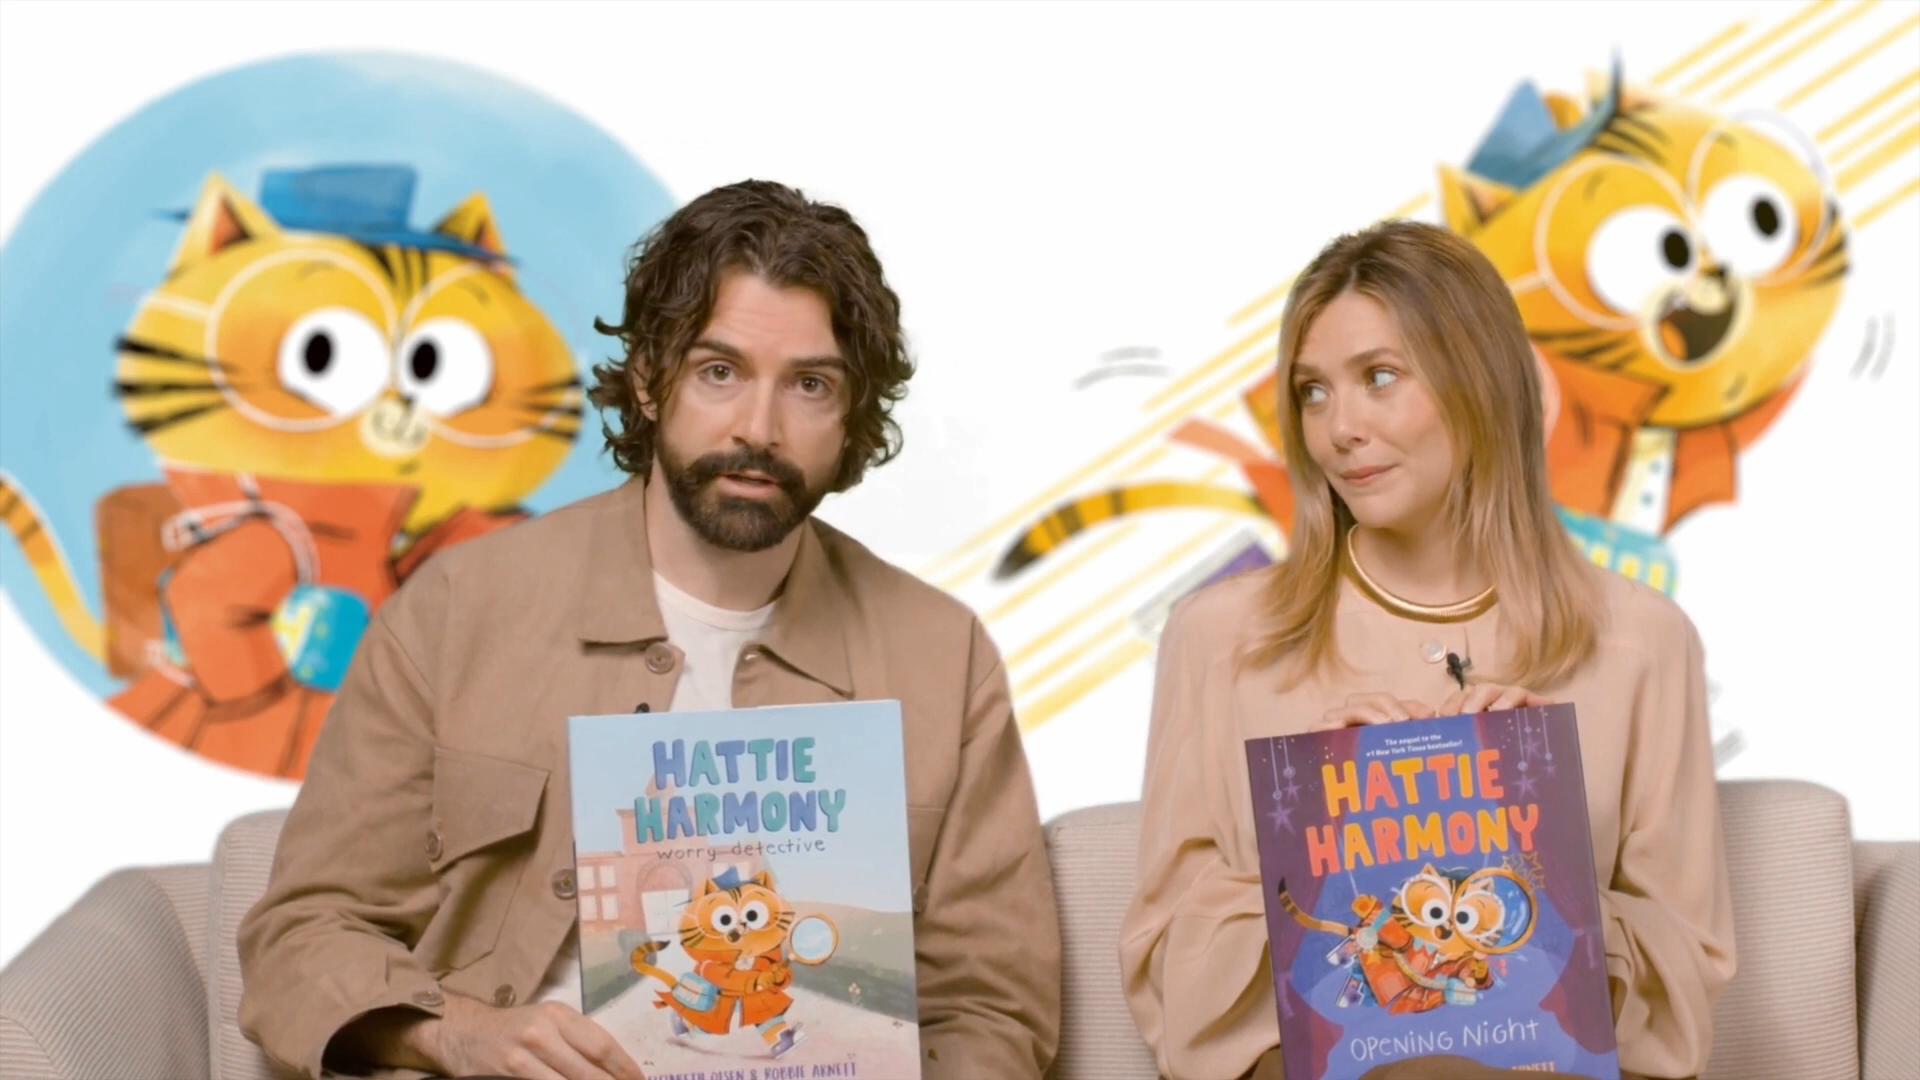 HATTIE
HARMONY
worry detective
ELIZABETH OLSEN & ROBBIE ARNETT
The sequel to the
#1 New York Times bestseller!
HATTIE
HARMONY
OPENING NIGHT
ARNETT